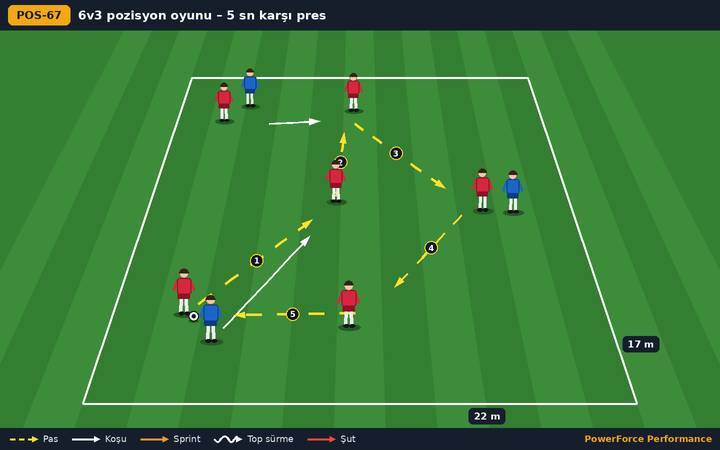 POS-67 6v3 pozisyon oyunu – 5 sn karşı pres
2
3
1
4
5
17 m
22 m
Pas Koşu Sprint Top sürme Şut PowerForce Performance